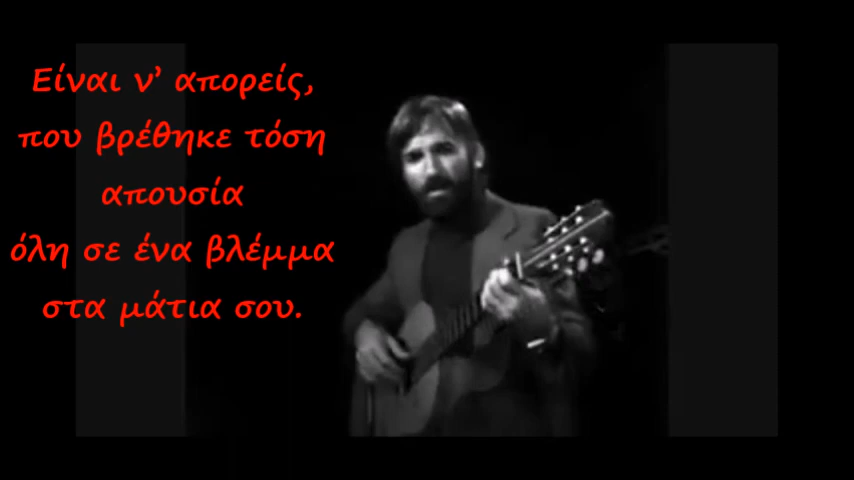 Είναι ν' απορείς,
που βρέθηκε τόση
απουσία
όλη σε ένα βλέμμα
στα μάτια σου.